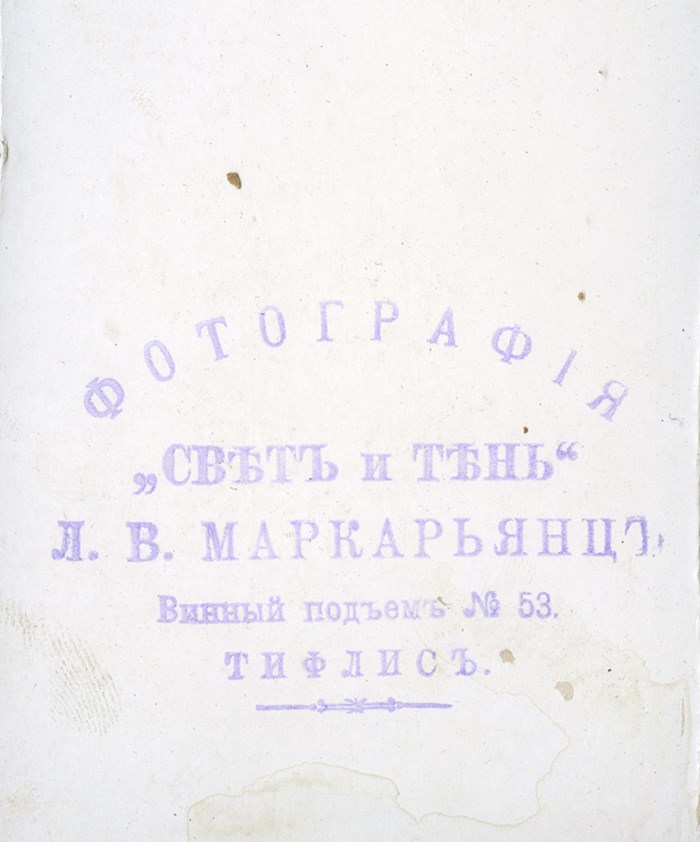 ФОТОГРАФІЯ
„СВѢТЪ и ТѢНЬ“
Л. В. МАРКАРЬЯНЦЪ
Винный подъемъ № 53.
ТИФЛИСЪ.